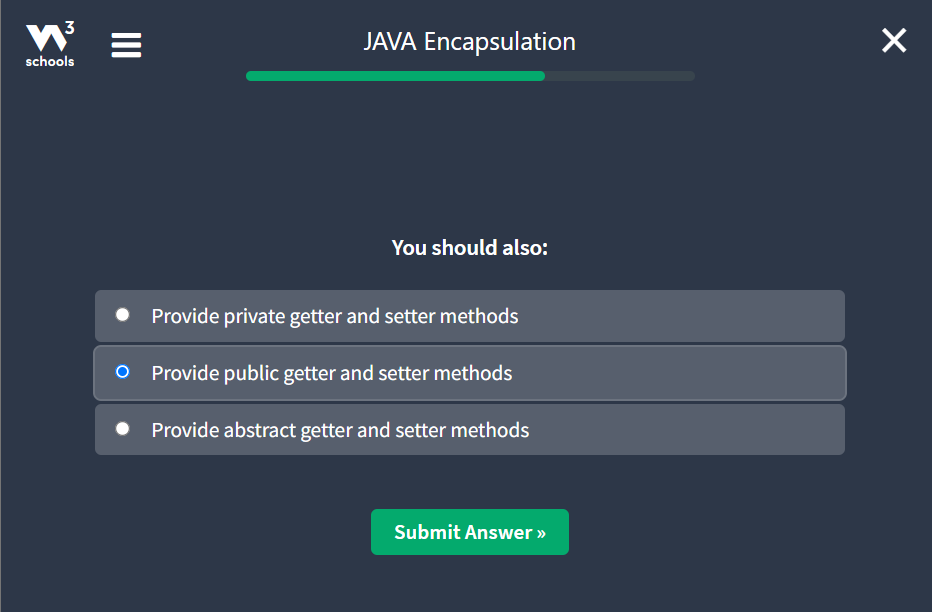 W3
schools
JAVA Encapsulation
You should also:
Provide private getter and setter methods
Provide public getter and setter methods
Provide abstract getter and setter methods
Submit Answer »